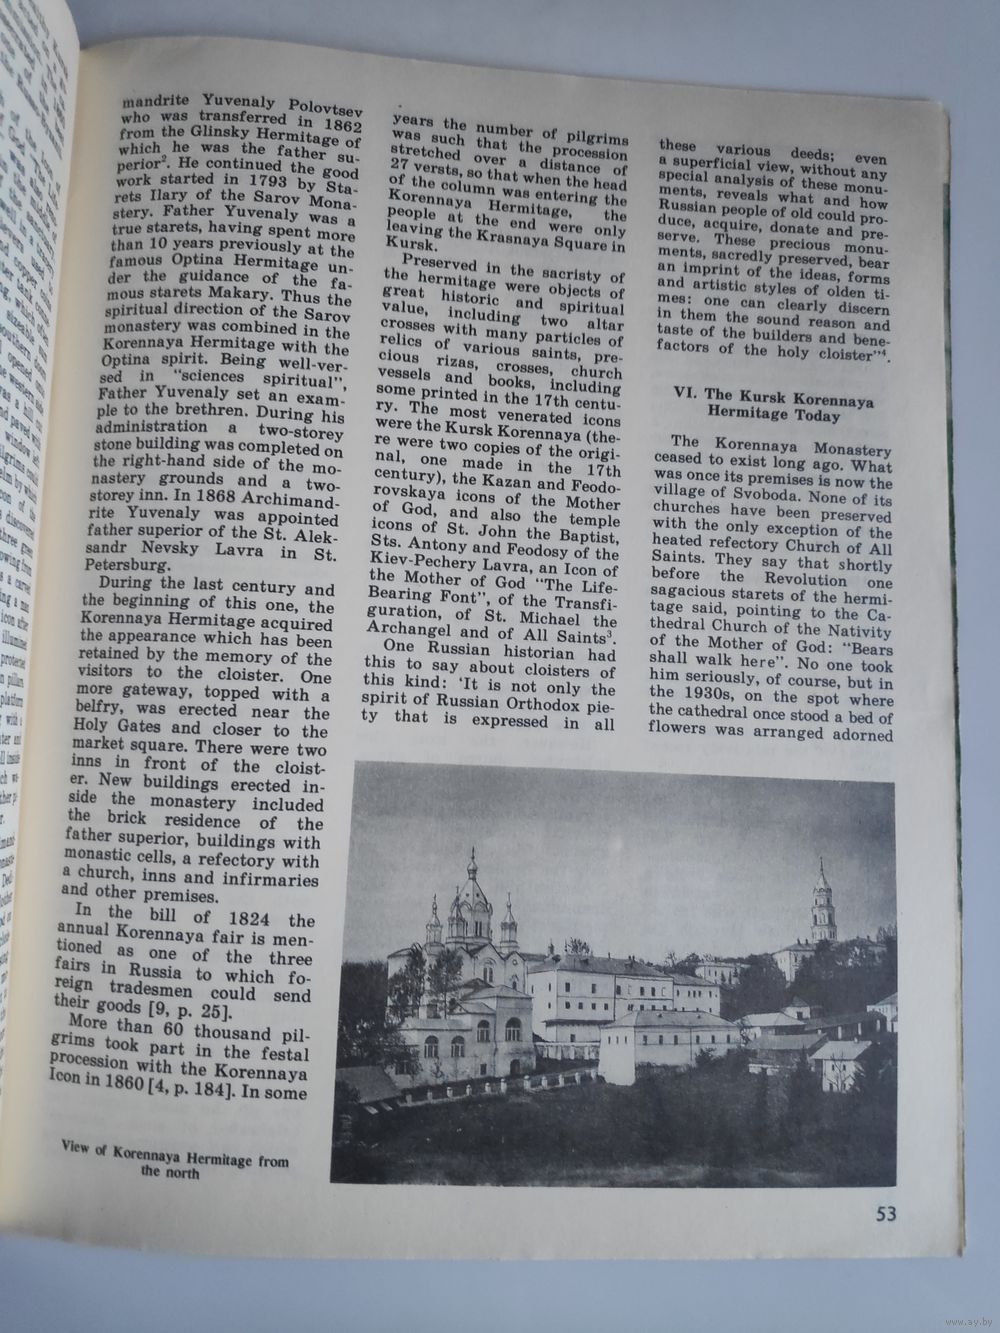 mandrite Yuvenaly Polovtsev
who was transferred in 1862
from the Glinsky Hermitage of
which he was the father su-
perior². He continued the good
work started in 1793 by Sta-
rets Ilary of the Sarov Mona-
stery. Father Yuvenaly was a
true starets, having spent more
than 10 years previously at the
famous Optina Hermitage un-
der the guidance of the fa-
mous starets Makary. Thus the
spiritual direction of the Sarov
monastery was combined in the
Korennaya Hermitage with the
Optina spirit. Being well-ver-
sed in "sciences spiritual",
Father Yuvenaly set an exam-
ple to the brethren. During his
administration a two-storey
stone building was completed on
the right-hand side of the mo-
nastery grounds and a two-
storey inn. In 1868 Archimand-
rite Yuvenaly was appointed
father superior of the St. Alek-
sandr Nevsky Lavra in St.
Petersburg.
During the last century and
the beginning of this one, the
Korennaya Hermitage acquired
the appearance which has been
retained by the memory of the
visitors to the cloister. One
more gateway, topped with a
belfry, was erected near the
Holy Gates and closer to the
market square. There were two
inns in front of the cloist-
er. New buildings erected in-
side the monastery included
the brick residence of the
father superior, buildings with
monastic cells, a refectory with
a church, inns and infirmaries
and other premises.
In the bill of 1824 the
annual Korennaya fair is men-
tioned as one of the three
fairs in Russia to which fo-
reign tradesmen could send
their goods [9, p. 25].
More than 60 thousand pil-
grims took part in the festal
procession with the Korennaya
Icon in 1860 [4, p. 184]. In some
years the number of pilgrims
was such that the procession
stretched over a distance of
27 versts, so that when the head
of the column was entering the
Korennaya Hermitage, the
people at the end were only
leaving the Krasnaya Square in
Kursk.
Preserved in the sacristy of
the hermitage were objects of
great historic and spiritual
value, including two altar
crosses with many particles of
relics of various saints, pre-
cious rizas, crosses, church
vessels and books, including
some printed in the 17th centu-
ry. The most venerated icons
were the Kursk Korennaya (the-
re were two copies of the origi-
nal, one made in the 17th
century), the Kazan and Feodo-
rovskaya icons of the Mother
of God, and also the temple
icons of St. John the Baptist,
Sts. Antony and Feodosy of the
Kiev-Pechery Lavra, an Icon of
the Mother of God "The Life-
Bearing Font", of the Transfi-
guration, of St. Michael the
Archangel and of All Saints³.
One Russian historian had
this to say about cloisters of
this kind: 'It is not only the
spirit of Russian Orthodox pie-
ty that is expressed in all
these various deeds; even
a superficial view, without any
special analysis of these monu-
ments, reveals what and how
Russian people of old could pro-
duce, acquire, donate and pre-
serve. These precious monu-
ments, sacredly preserved, bear
an imprint of the ideas, forms
and artistic styles of olden ti-
mes: one can clearly discern
in them the sound reason and
taste of the builders and bene-
factors of the holy cloister"⁴.
VI. The Kursk Korennaya
Hermitage Today
The Korennaya Monastery
ceased to exist long ago. What
was once its premises is now the
village of Svoboda. None of its
churches have been preserved
with the only exception of the
heated refectory Church of All
Saints. They say that shortly
before the Revolution one
sagacious starets of the hermi-
tage said, pointing to the Ca-
thedral Church of the Nativity
of the Mother of God: "Bears
shall walk here". No one took
him seriously, of course, but in
the 1930s, on the spot where
the cathedral once stood a bed of
flowers was arranged adorned
View of Korennaya Hermitage from
the north
53
www.ay.by